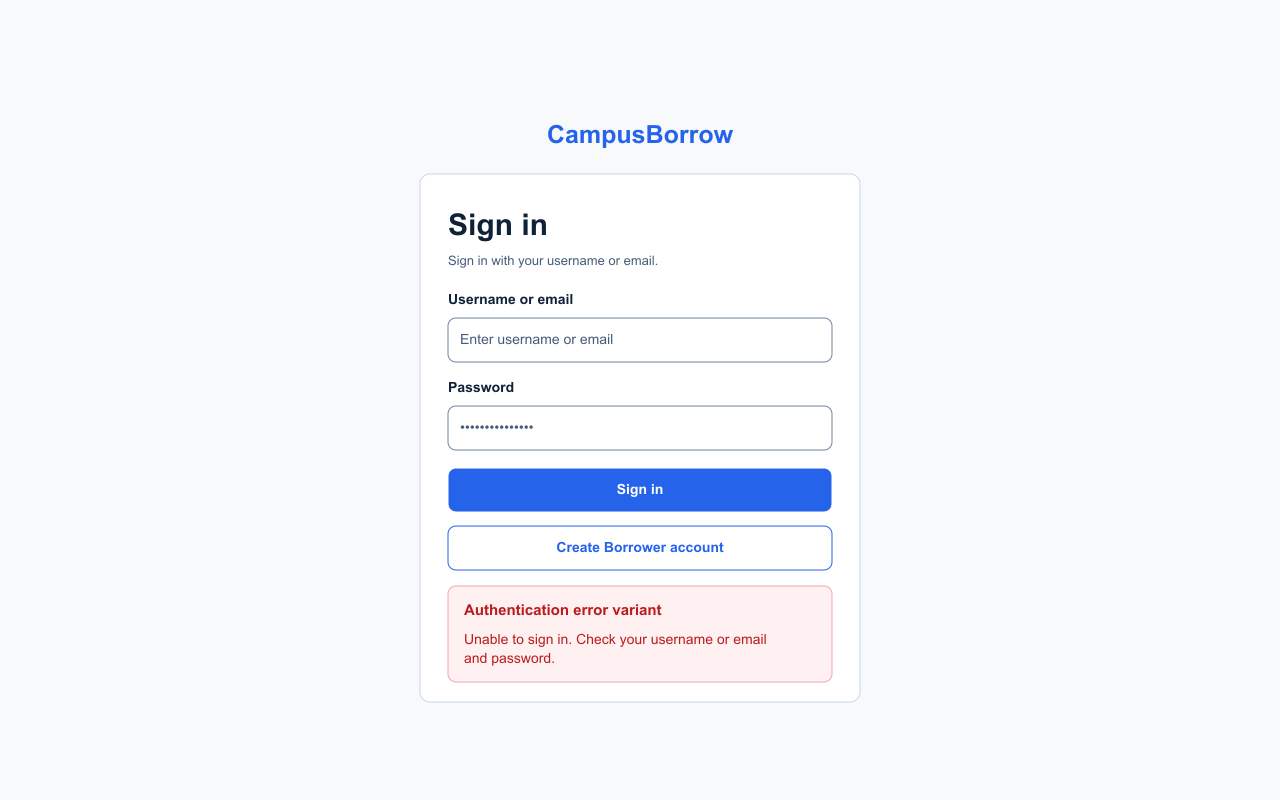 CampusBorrow
Sign in
Sign in with your username or email.
Username or email
Enter username or email
Password
•••••••••••••••
Sign in
Create Borrower account
Authentication error variant
Unable to sign in. Check your username or email
and password.